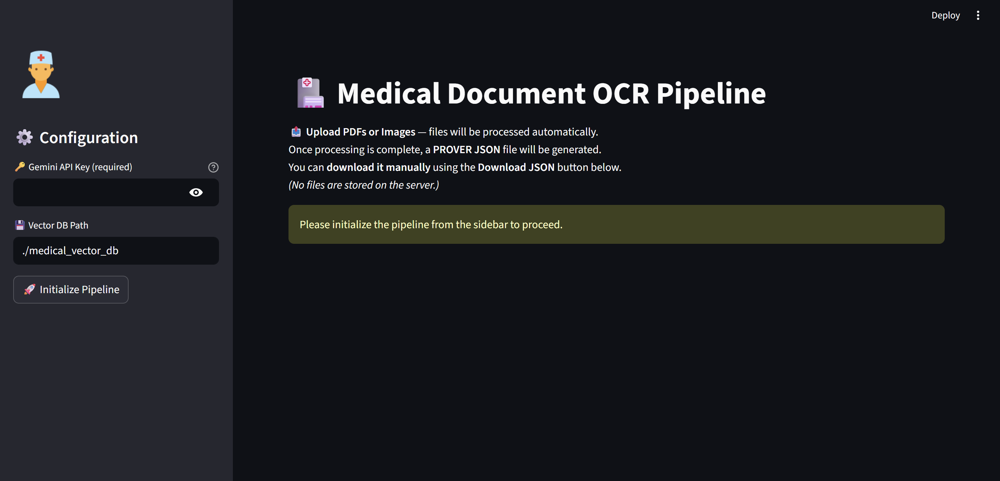 Deploy
⚙️ Configuration
🔑 Gemini API Key (required)
💾 Vector DB Path
./medical_vector_db
🚀 Initialize Pipeline
Medical Document OCR Pipeline
📤 Upload PDFs or Images — files will be processed automatically.
Once processing is complete, a PROVER JSON file will be generated.
You can download it manually using the Download JSON button below.
(No files are stored on the server.)
Please initialize the pipeline from the sidebar to proceed.